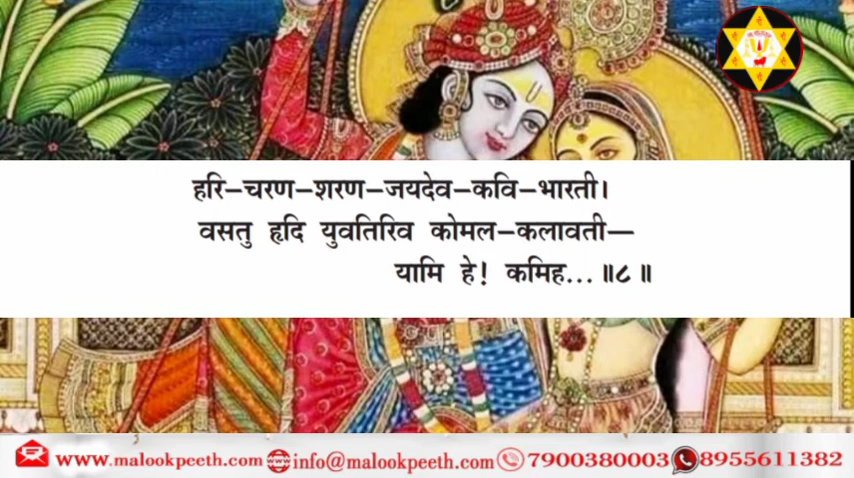 हरि–चरण–शरण–जयदेव–कवि–भारती।
वसतु हृदि युवतिरिव कोमल–कलावती—
यामि हे! कमिह... ॥८॥
www.malookpeeth.com info@malookpeeth.com 7900380003 8955611382